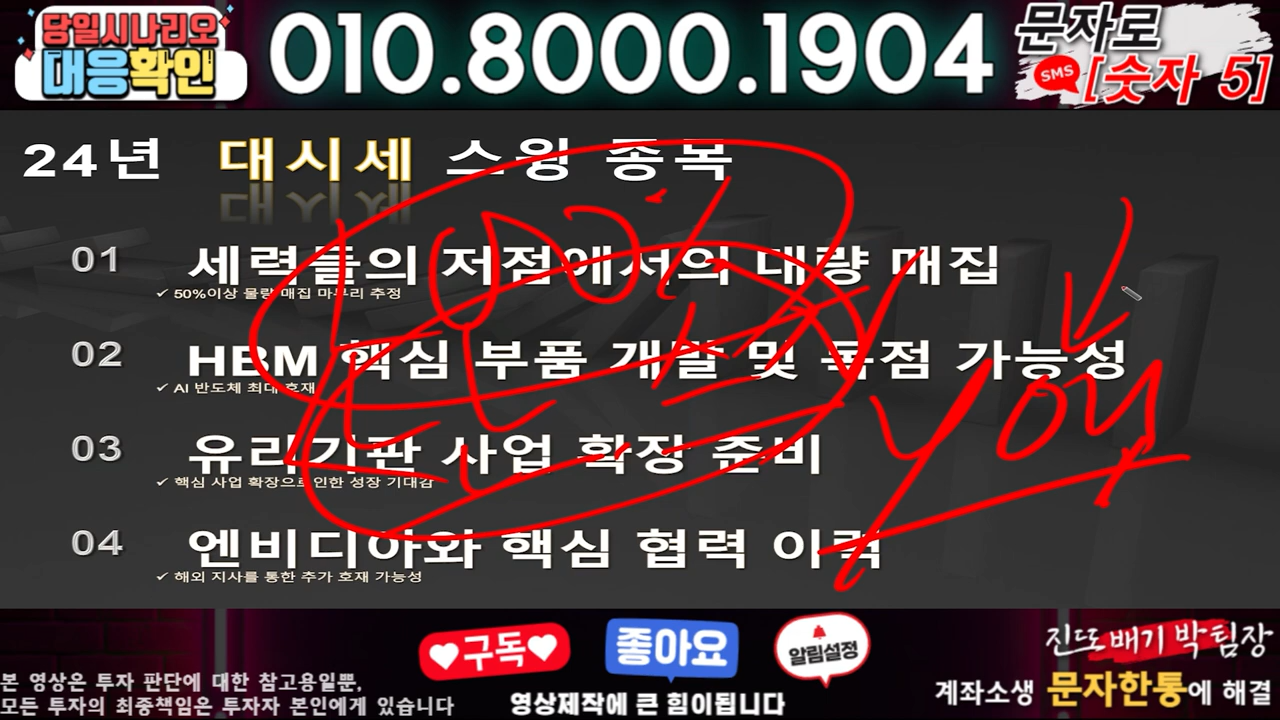 당일시나리오
대응확인
010.8000.1904
문자로
SMS [숫자 5]
24년 대시세 스윙 종목
01 세력들의 저점에서의 대량 매집
✓ 50%이상 물량 매집 마무리 추정
02 HBM 핵심 부품 개발 및 독점 가능성
✓ AI 반도체 최대 호재
03 유리기판 사업 확장 준비
✓ 핵심 사업 확장으로인한 성장 기대감
04 엔비디아와 핵심 협력 이력
✓ 해외 지사를 통한 추가 호재 가능성
구독
좋아요
알림설정
영상제작에 큰 힘이됩니다
본 영상은 투자 판단에 대한 참고용일뿐,
모든 투자의 최종책임은 투자자 본인에게 있습니다
진또배기 박팀장
계좌소생 문자한통에 해결